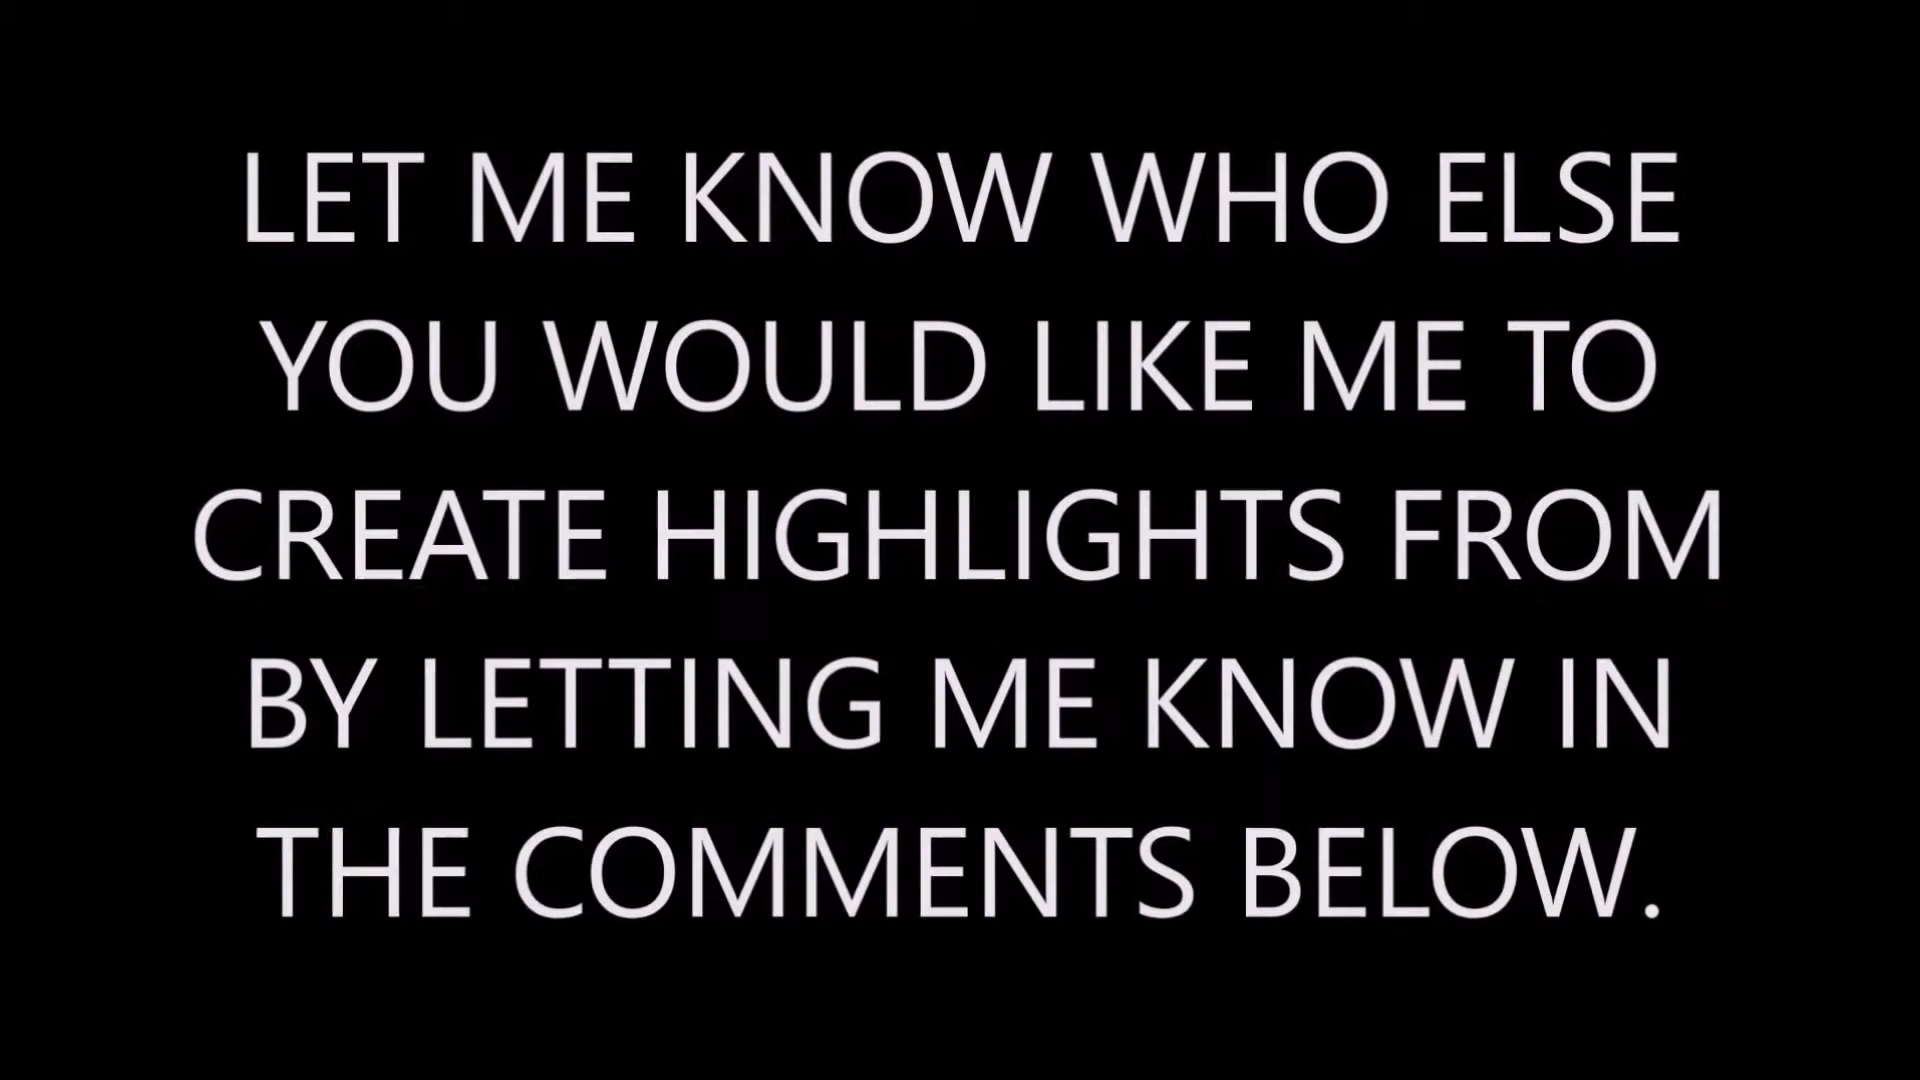 LET ME KNOW WHO ELSE
YOU WOULD LIKE ME TO
CREATE HIGHLIGHTS FROM
BY LETTING ME KNOW IN
THE COMMENTS BELOW.